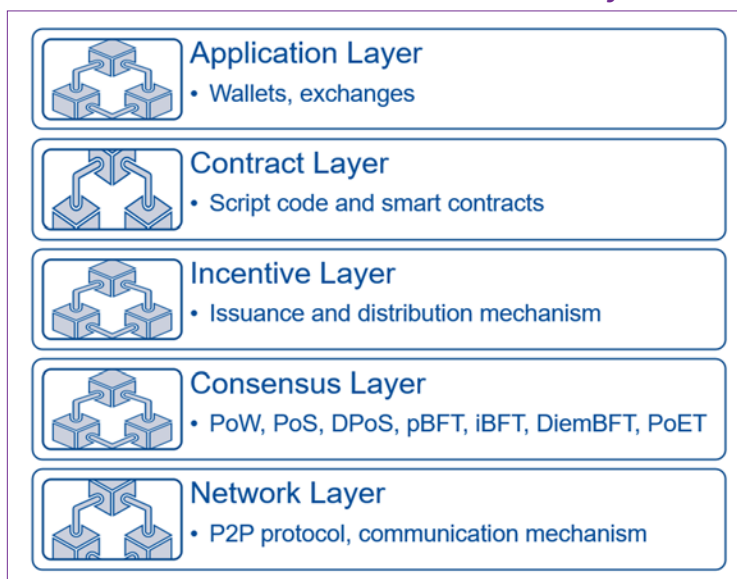 Application Layer
• Wallets, exchanges
Contract Layer
• Script code and smart contracts
Incentive Layer
• Issuance and distribution mechanism
Consensus Layer
• PoW, PoS, DPoS, pBFT, iBFT, DiemBFT, PoET
Network Layer
• P2P protocol, communication mechanism